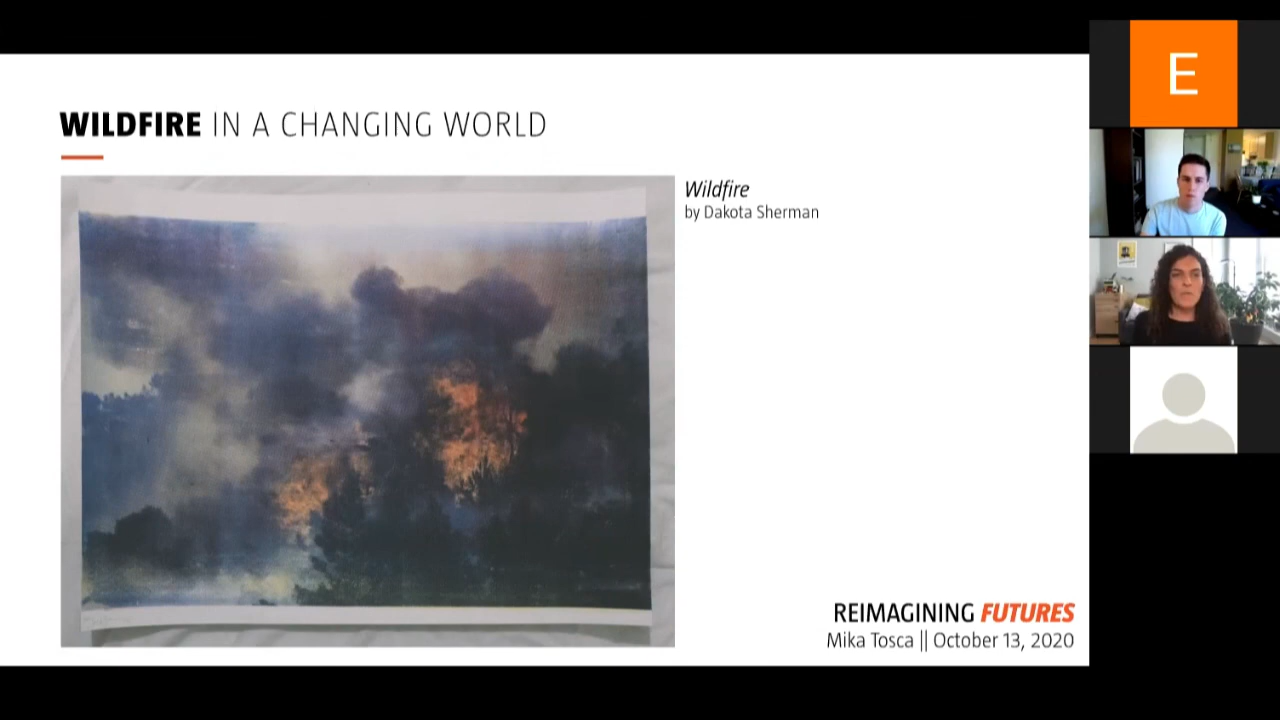 WILDFIRE IN A CHANGING WORLD
Wildfire
by Dakota Sherman
REIMAGINING FUTURES
Mika Tosca || October 13, 2020
E